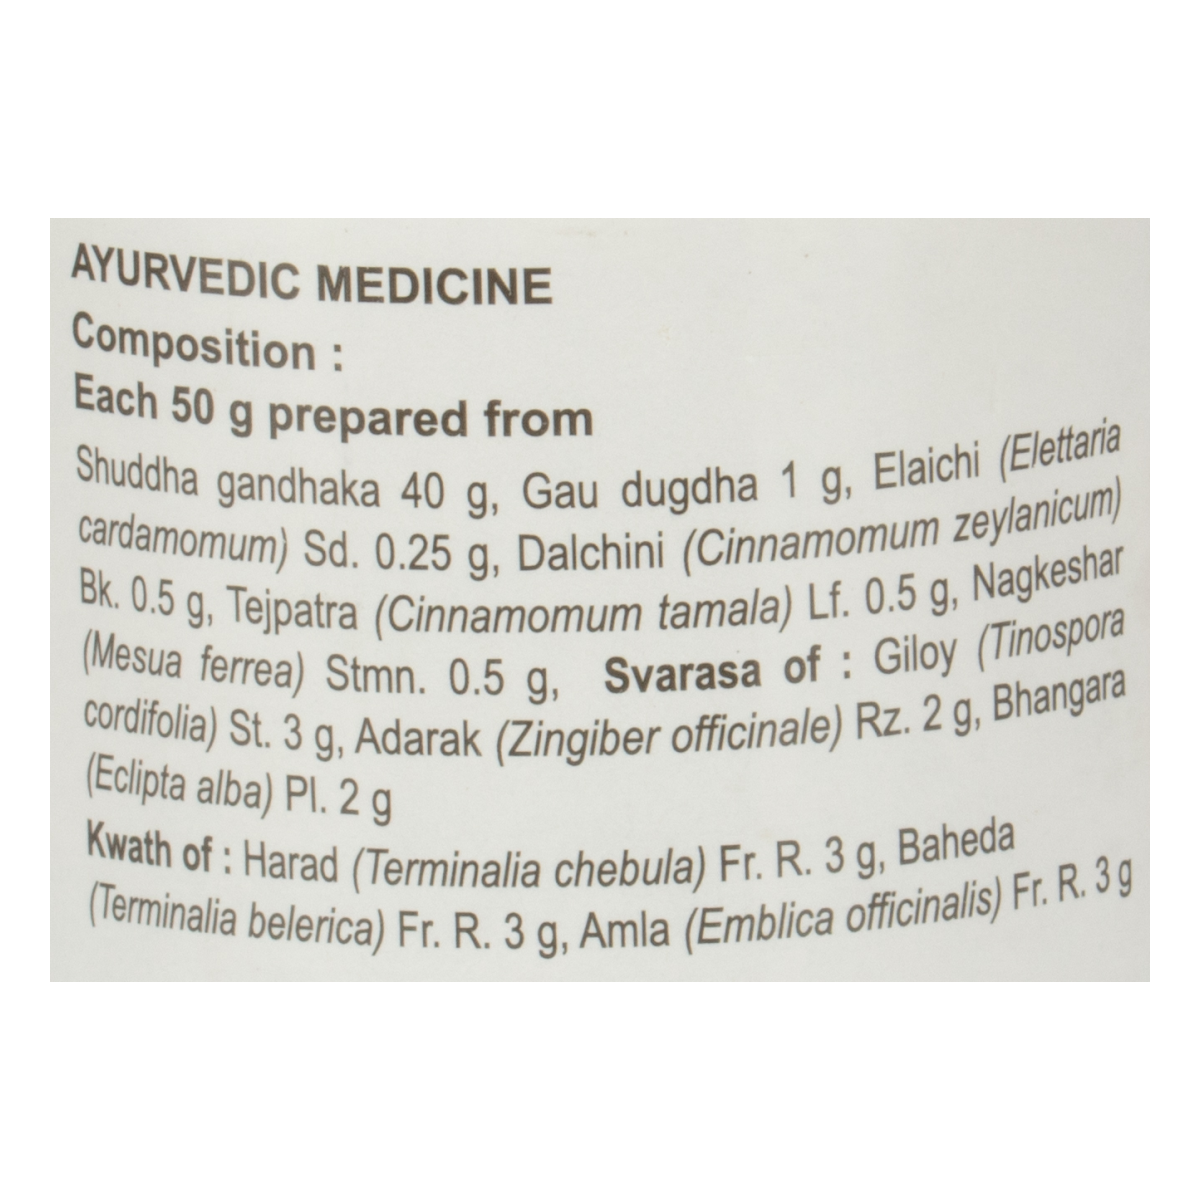 AYURVEDIC MEDICINE
Composition :
Each 50 g prepared from
Shuddha gandhaka 40 g, Gau dugdha 1 g, Elaichi (Elettaria
cardamomum) Sd. 0.25 g, Dalchini (Cinnamomum zeylanicum)
Bk. 0.5 g, Tejpatra (Cinnamomum tamala) Lf. 0.5 g, Nagkeshar
(Mesua ferrea) Stmn. 0.5 g, Svarasa of : Giloy (Tinospora
cordifolia) St. 3 g, Adarak (Zingiber officinale) Rz. 2 g, Bhangara
(Eclipta alba) Pl. 2 g
Kwath of : Harad (Terminalia chebula) Fr. R. 3 g, Baheda
(Terminalia belerica) Fr. R. 3 g, Amla (Emblica officinalis) Fr. R. 3 g